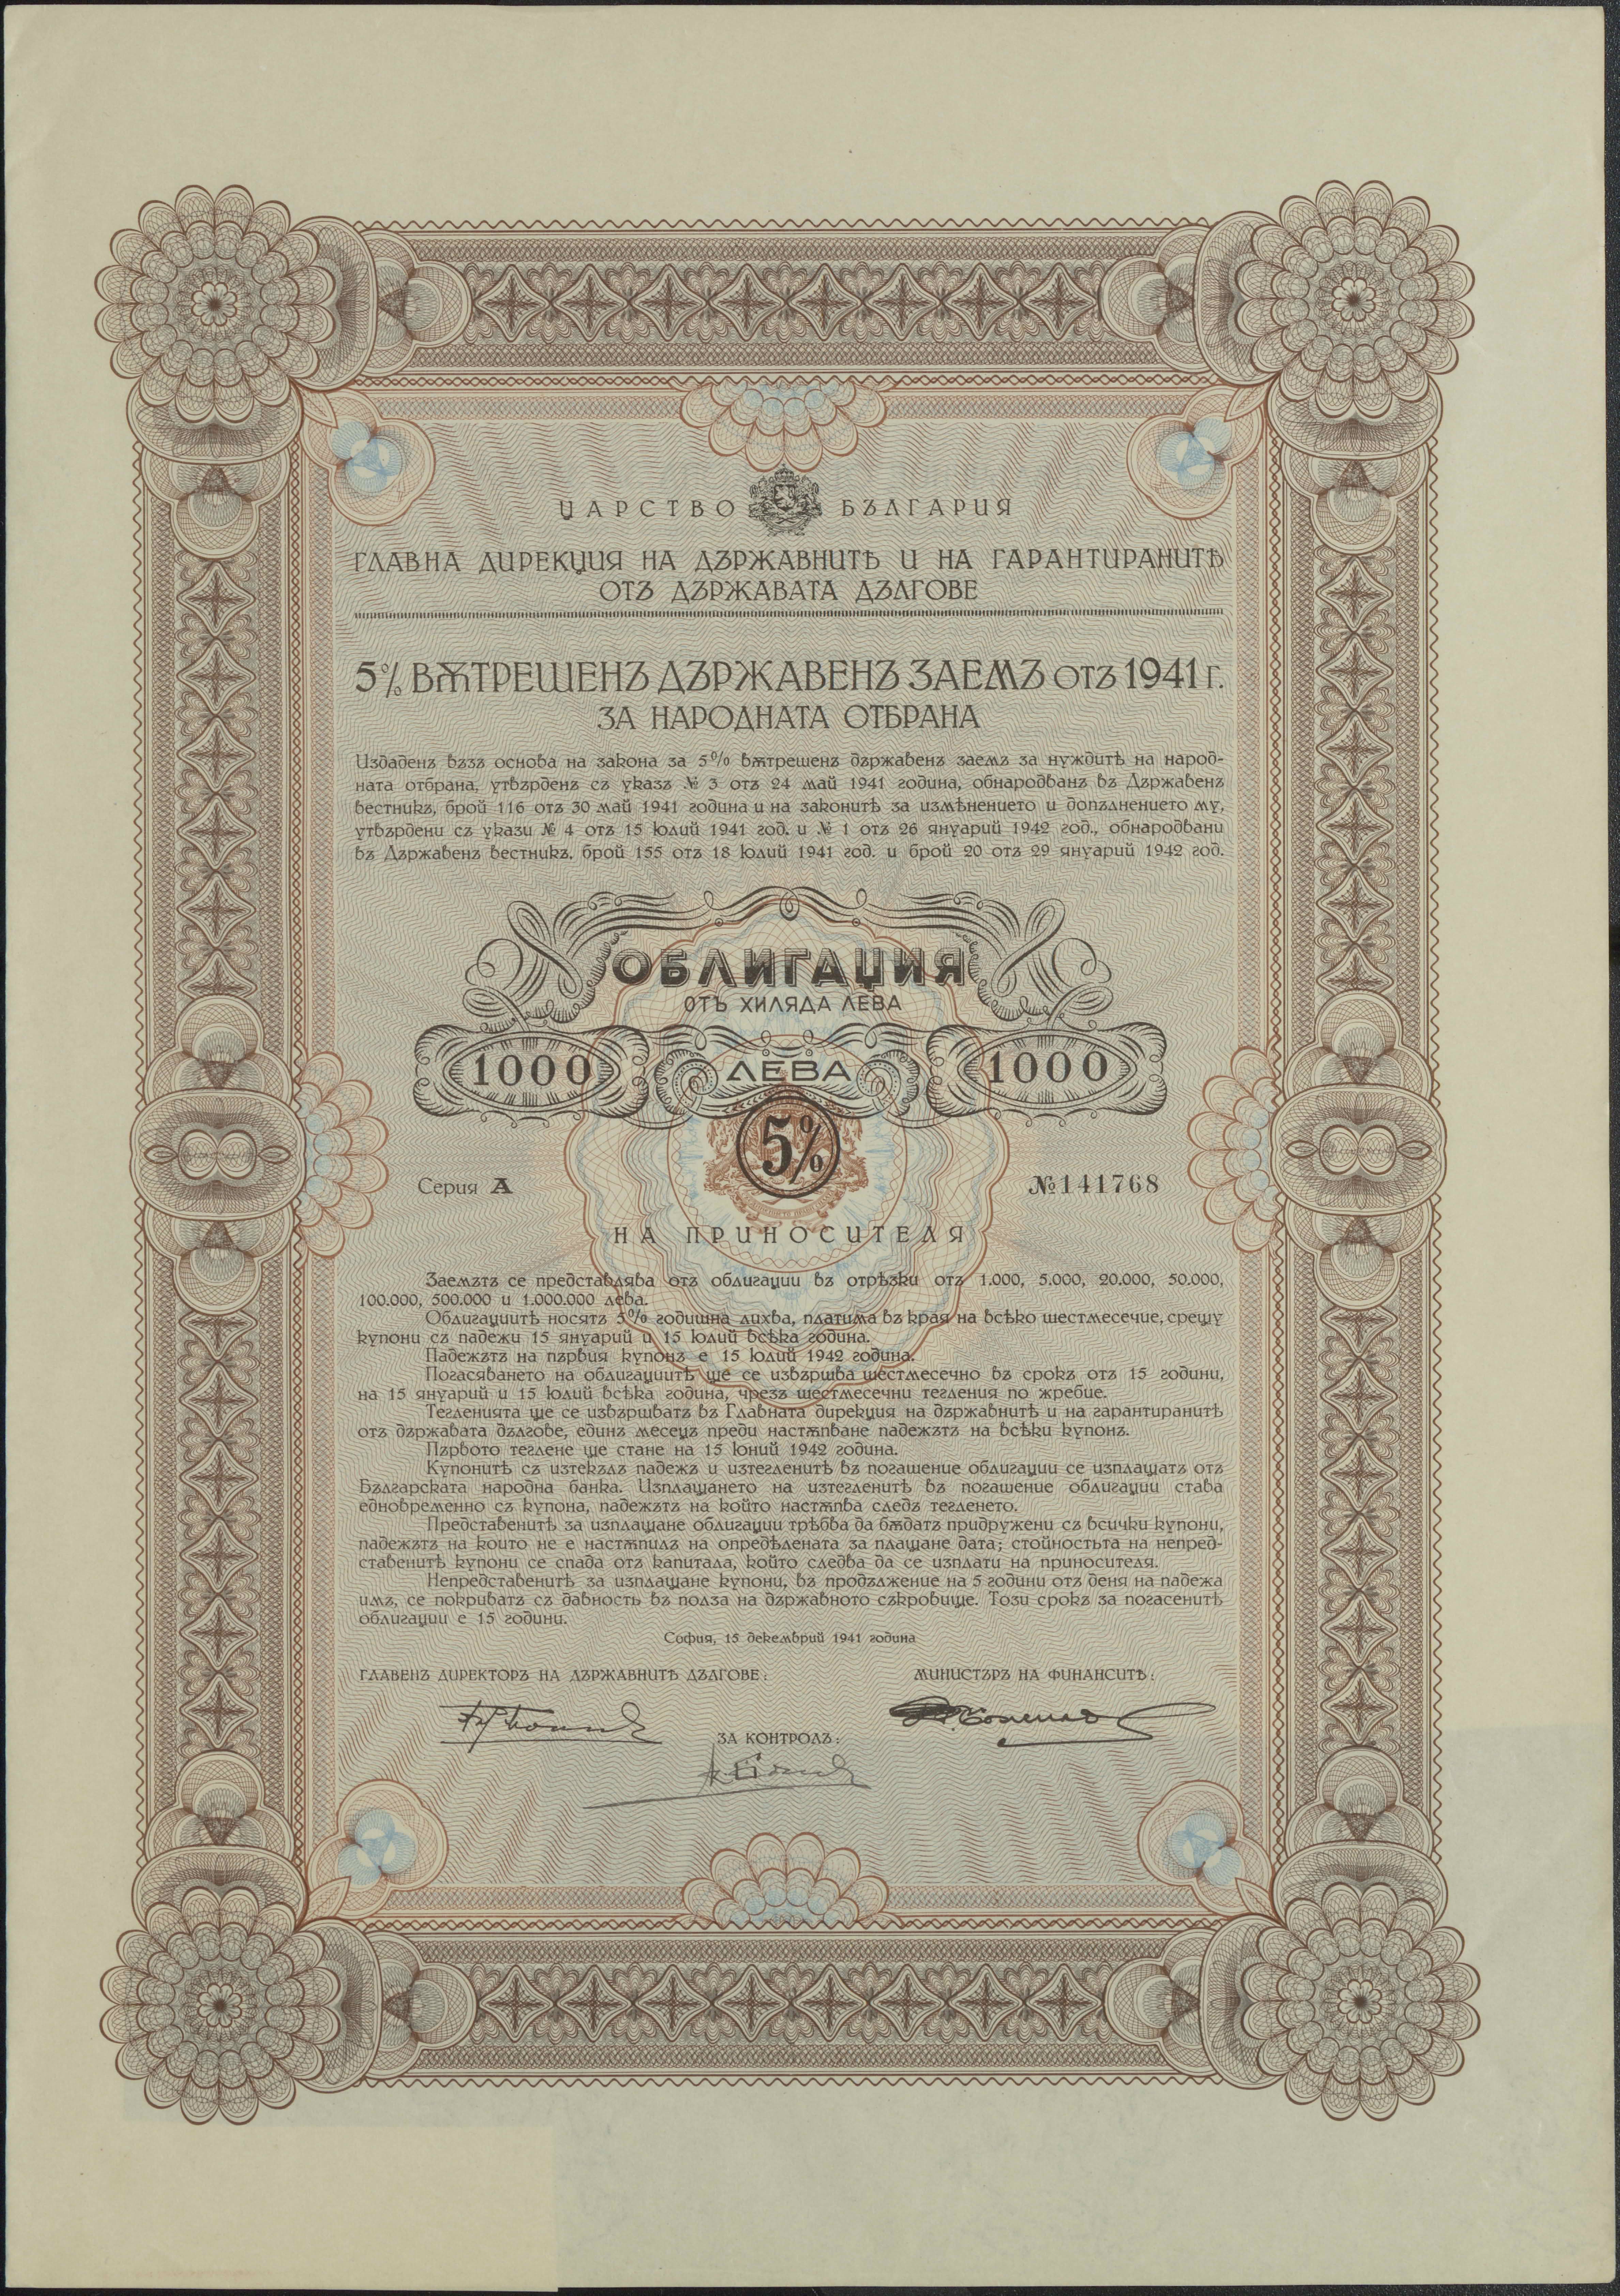 ЦАРСТВО БЪЛГАРИЯ
ГЛАВНА ДИРЕКЦИЯ НА ДЪРЖАВНИТѢ И НА ГАРАНТИРАНИТѢ
ОТЪ ДЪРЖАВАТА ДЪЛГОВЕ
5% ВѪТРЕШЕНЪ ДЪРЖАВЕНЪ ЗАЕМЪ ОТЪ 1941 Г.
ЗА НАРОДНАТА ОТБРАНА
Издаденъ възъ основа на закона за 5% вѫтрешенъ държавенъ заемъ за нуждитѣ на народ-
ната отбрана, утвърденъ съ указъ № 3 отъ 24 май 1941 година, обнародванъ въ Държавенъ
вестникъ, брой 116 отъ 30 май 1941 година и на законитѣ за измѣнението и допълнението му,
утвърдени съ укази № 4 отъ 15 юлий 1941 год. и № 1 отъ 26 януарий 1942 год., обнародвани
въ Държавенъ вестникъ, брой 155 отъ 18 юлий 1941 год. и брой 20 отъ 29 януарий 1942 год.
ОБЛИГАЦИЯ
ОТЪ ХИЛЯДА ЛЕВА
1000 ЛЕВА 1000
5%
Серия А №141768
НА ПРИНОСИТЕЛЯ
Заемътъ се представлява отъ облигации въ отрѣзки отъ 1.000, 5.000, 20.000, 50.000,
100.000, 500.000 и 1.000.000 лева.
Облигациитѣ носятъ 5% годишна лихва, платима въ края на всѣко шестмесечие, срещу
купони съ падежи 15 януарий и 15 юлий всѣка година.
Падежътъ на първия купонъ е 15 юлий 1942 година.
Погасяването на облигациитѣ ще се извършва шестмесечно въ срокъ отъ 15 години,
на 15 януарий и 15 юлий всѣка година, чрезъ шестмесечни тегления по жребие.
Тегленията ще се извършватъ въ Главната дирекция на държавнитѣ и на гарантиранитѣ
отъ държавата дългове, единъ месецъ преди настѫпване падежътъ на всѣки купонъ.
Първото теглене ще стане на 15 юний 1942 година.
Купонитѣ съ изтекълъ падежъ и изтегленитѣ въ погашение облигации се изплащатъ отъ
Българската народна банка. Изплащането на изтегленитѣ въ погашение облигации става
едновременно съ купона, падежътъ на който настѫпва следъ тегленето.
Представенитѣ за изплащане облигации трѣбва да бѫдатъ придружени съ всички купони,
падежътъ на които не е настѫпилъ на опредѣлената за плащане дата; стойностьта на непред-
ставенитѣ купони се спада отъ капитала, който следва да се изплати на приносителя.
Непредставенитѣ за изплащане купони, въ продължение на 5 години отъ деня на падежа
имъ, се покриватъ съ давность въ полза на държавното съкровище. Този срокъ за погасенитѣ
облигации е 15 години.
София, 15 декемврий 1941 година
ГЛАВЕНЪ ДИРЕКТОРЪ НА ДЪРЖАВНИТѢ ДЪЛГОВЕ: МИНИСТЪРЪ НА ФИНАНСИТѢ:
ЗА КОНТРОЛЪ: